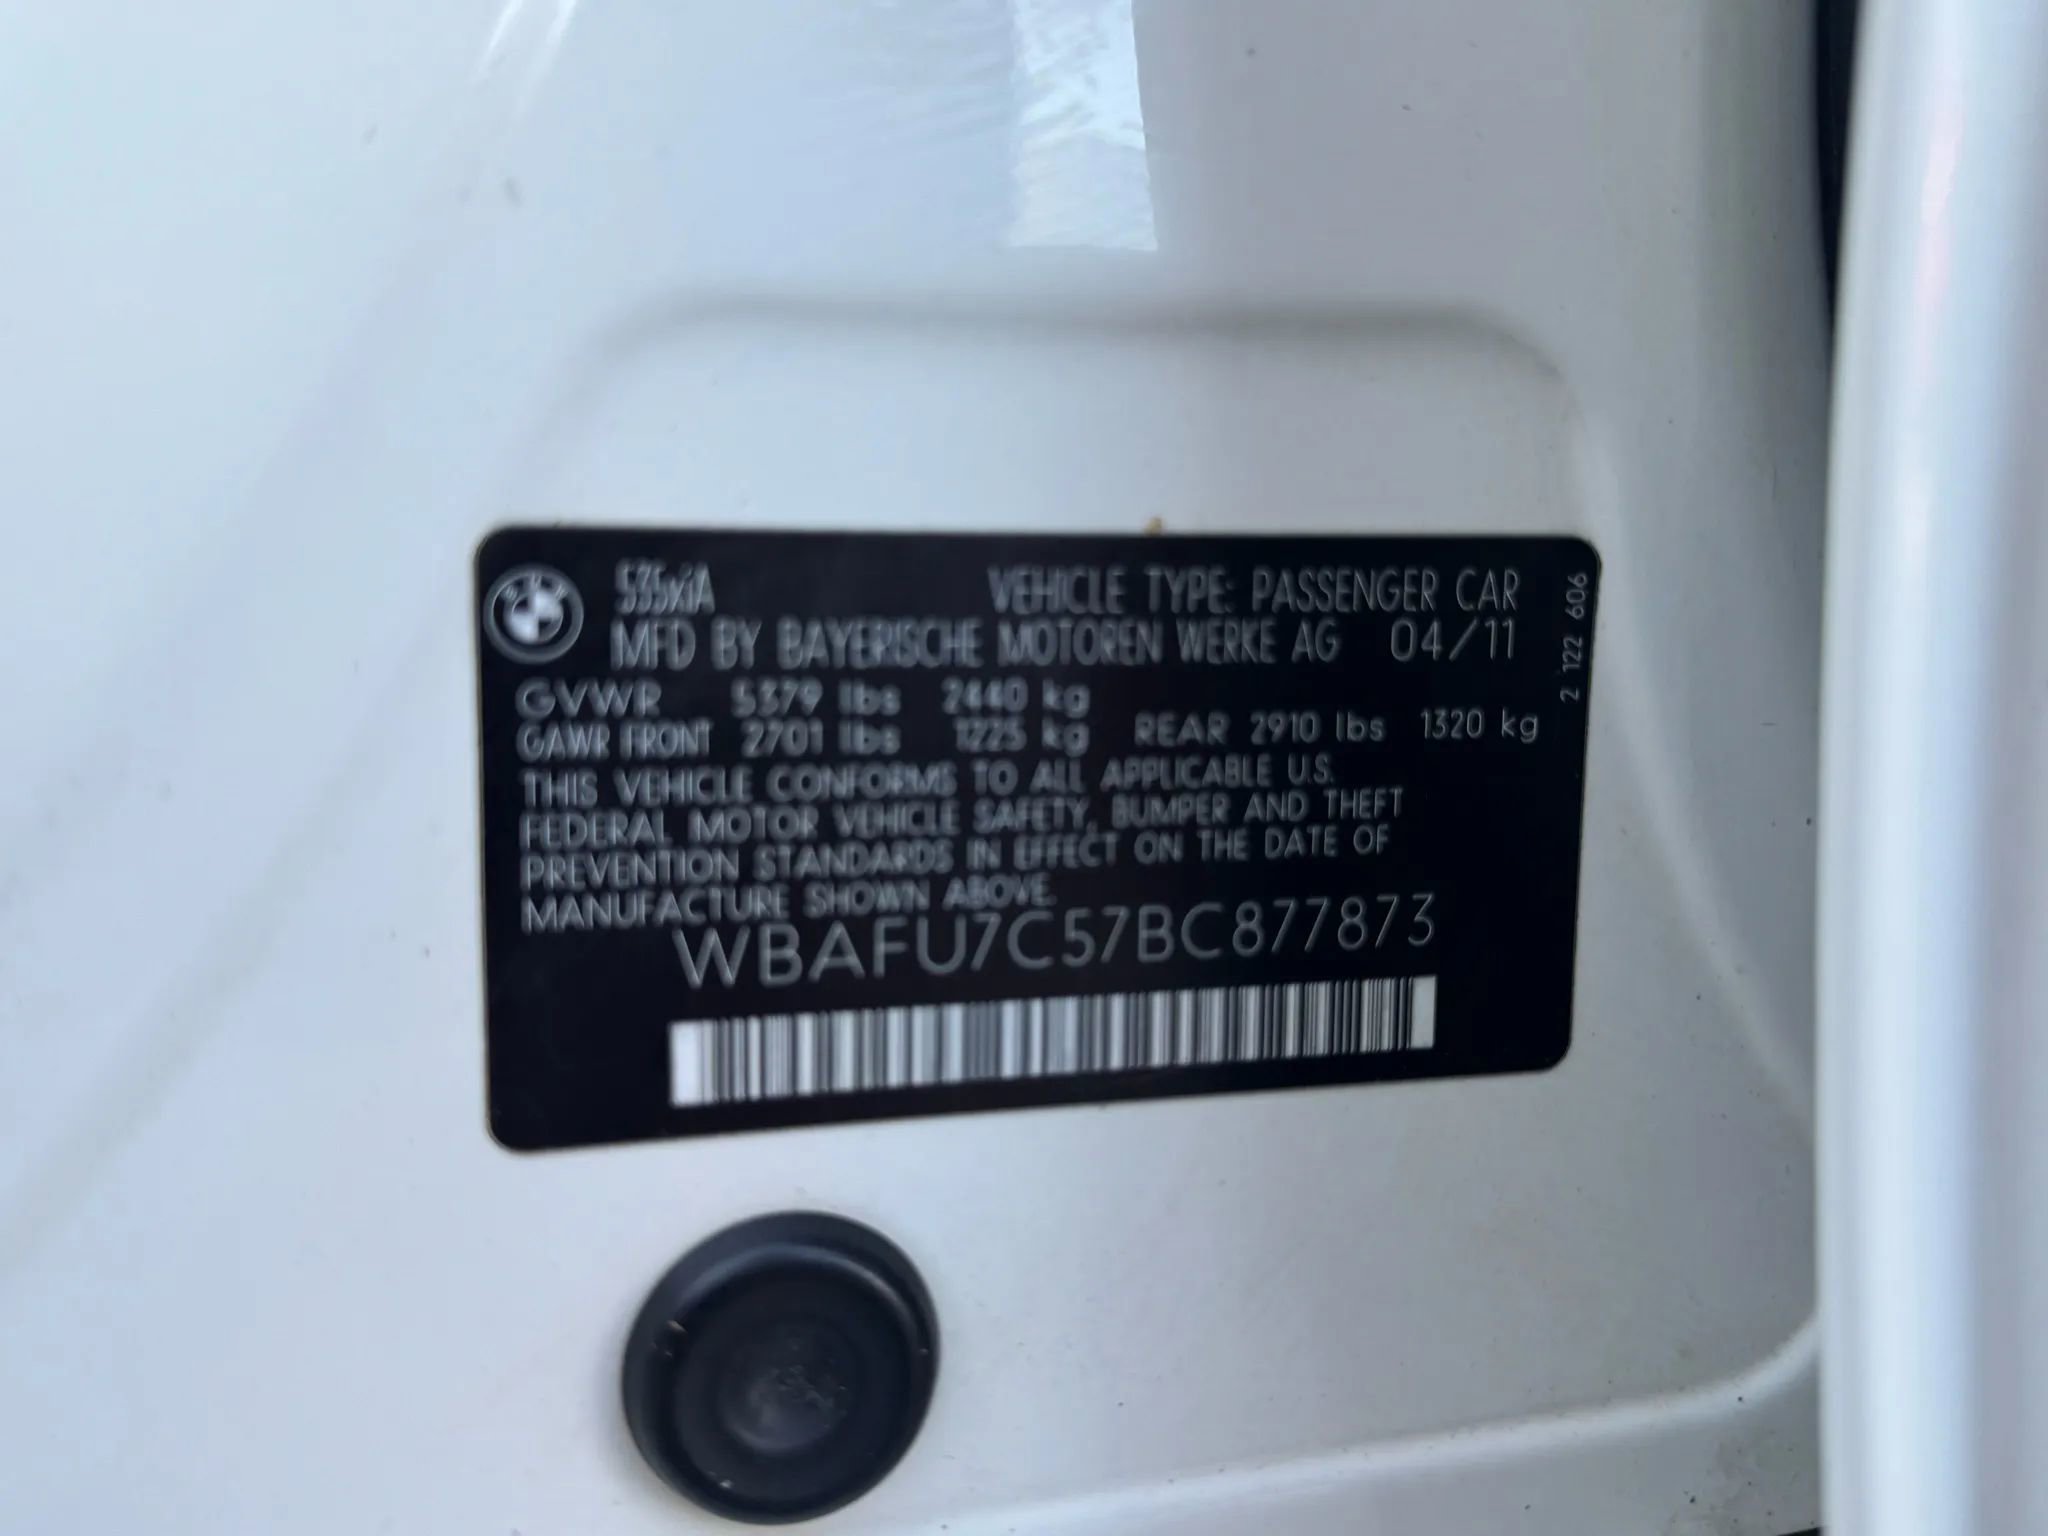 535xiA VEHICLE TYPE: PASSENGER CAR
MFD BY BAYERISCHE MOTOREN WERKE AG 04/11
GVWR 5379 lbs 2440 kg
GAWR FRONT 2701 lbs 1225 kg REAR 2910 lbs 1320 kg
THIS VEHICLE CONFORMS TO ALL APPLICABLE U.S.
FEDERAL MOTOR VEHICLE SAFETY, BUMPER AND THEFT
PREVENTION STANDARDS IN EFFECT ON THE DATE OF
MANUFACTURE SHOWN ABOVE.
WBAFU7C57BC877873
2 122 606